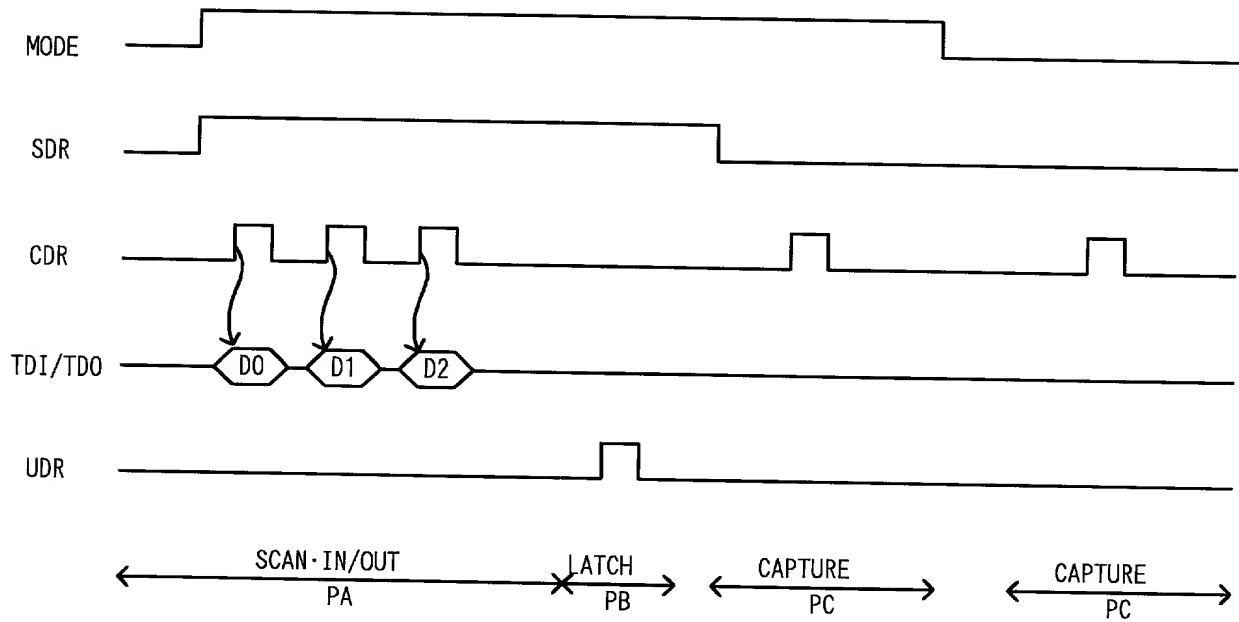 MODE
SDR
CDR
TDI/TDO
D0
D1
D2
UDR
SCAN·IN/OUT
PA
LATCH
PB
CAPTURE
PC
CAPTURE
PC